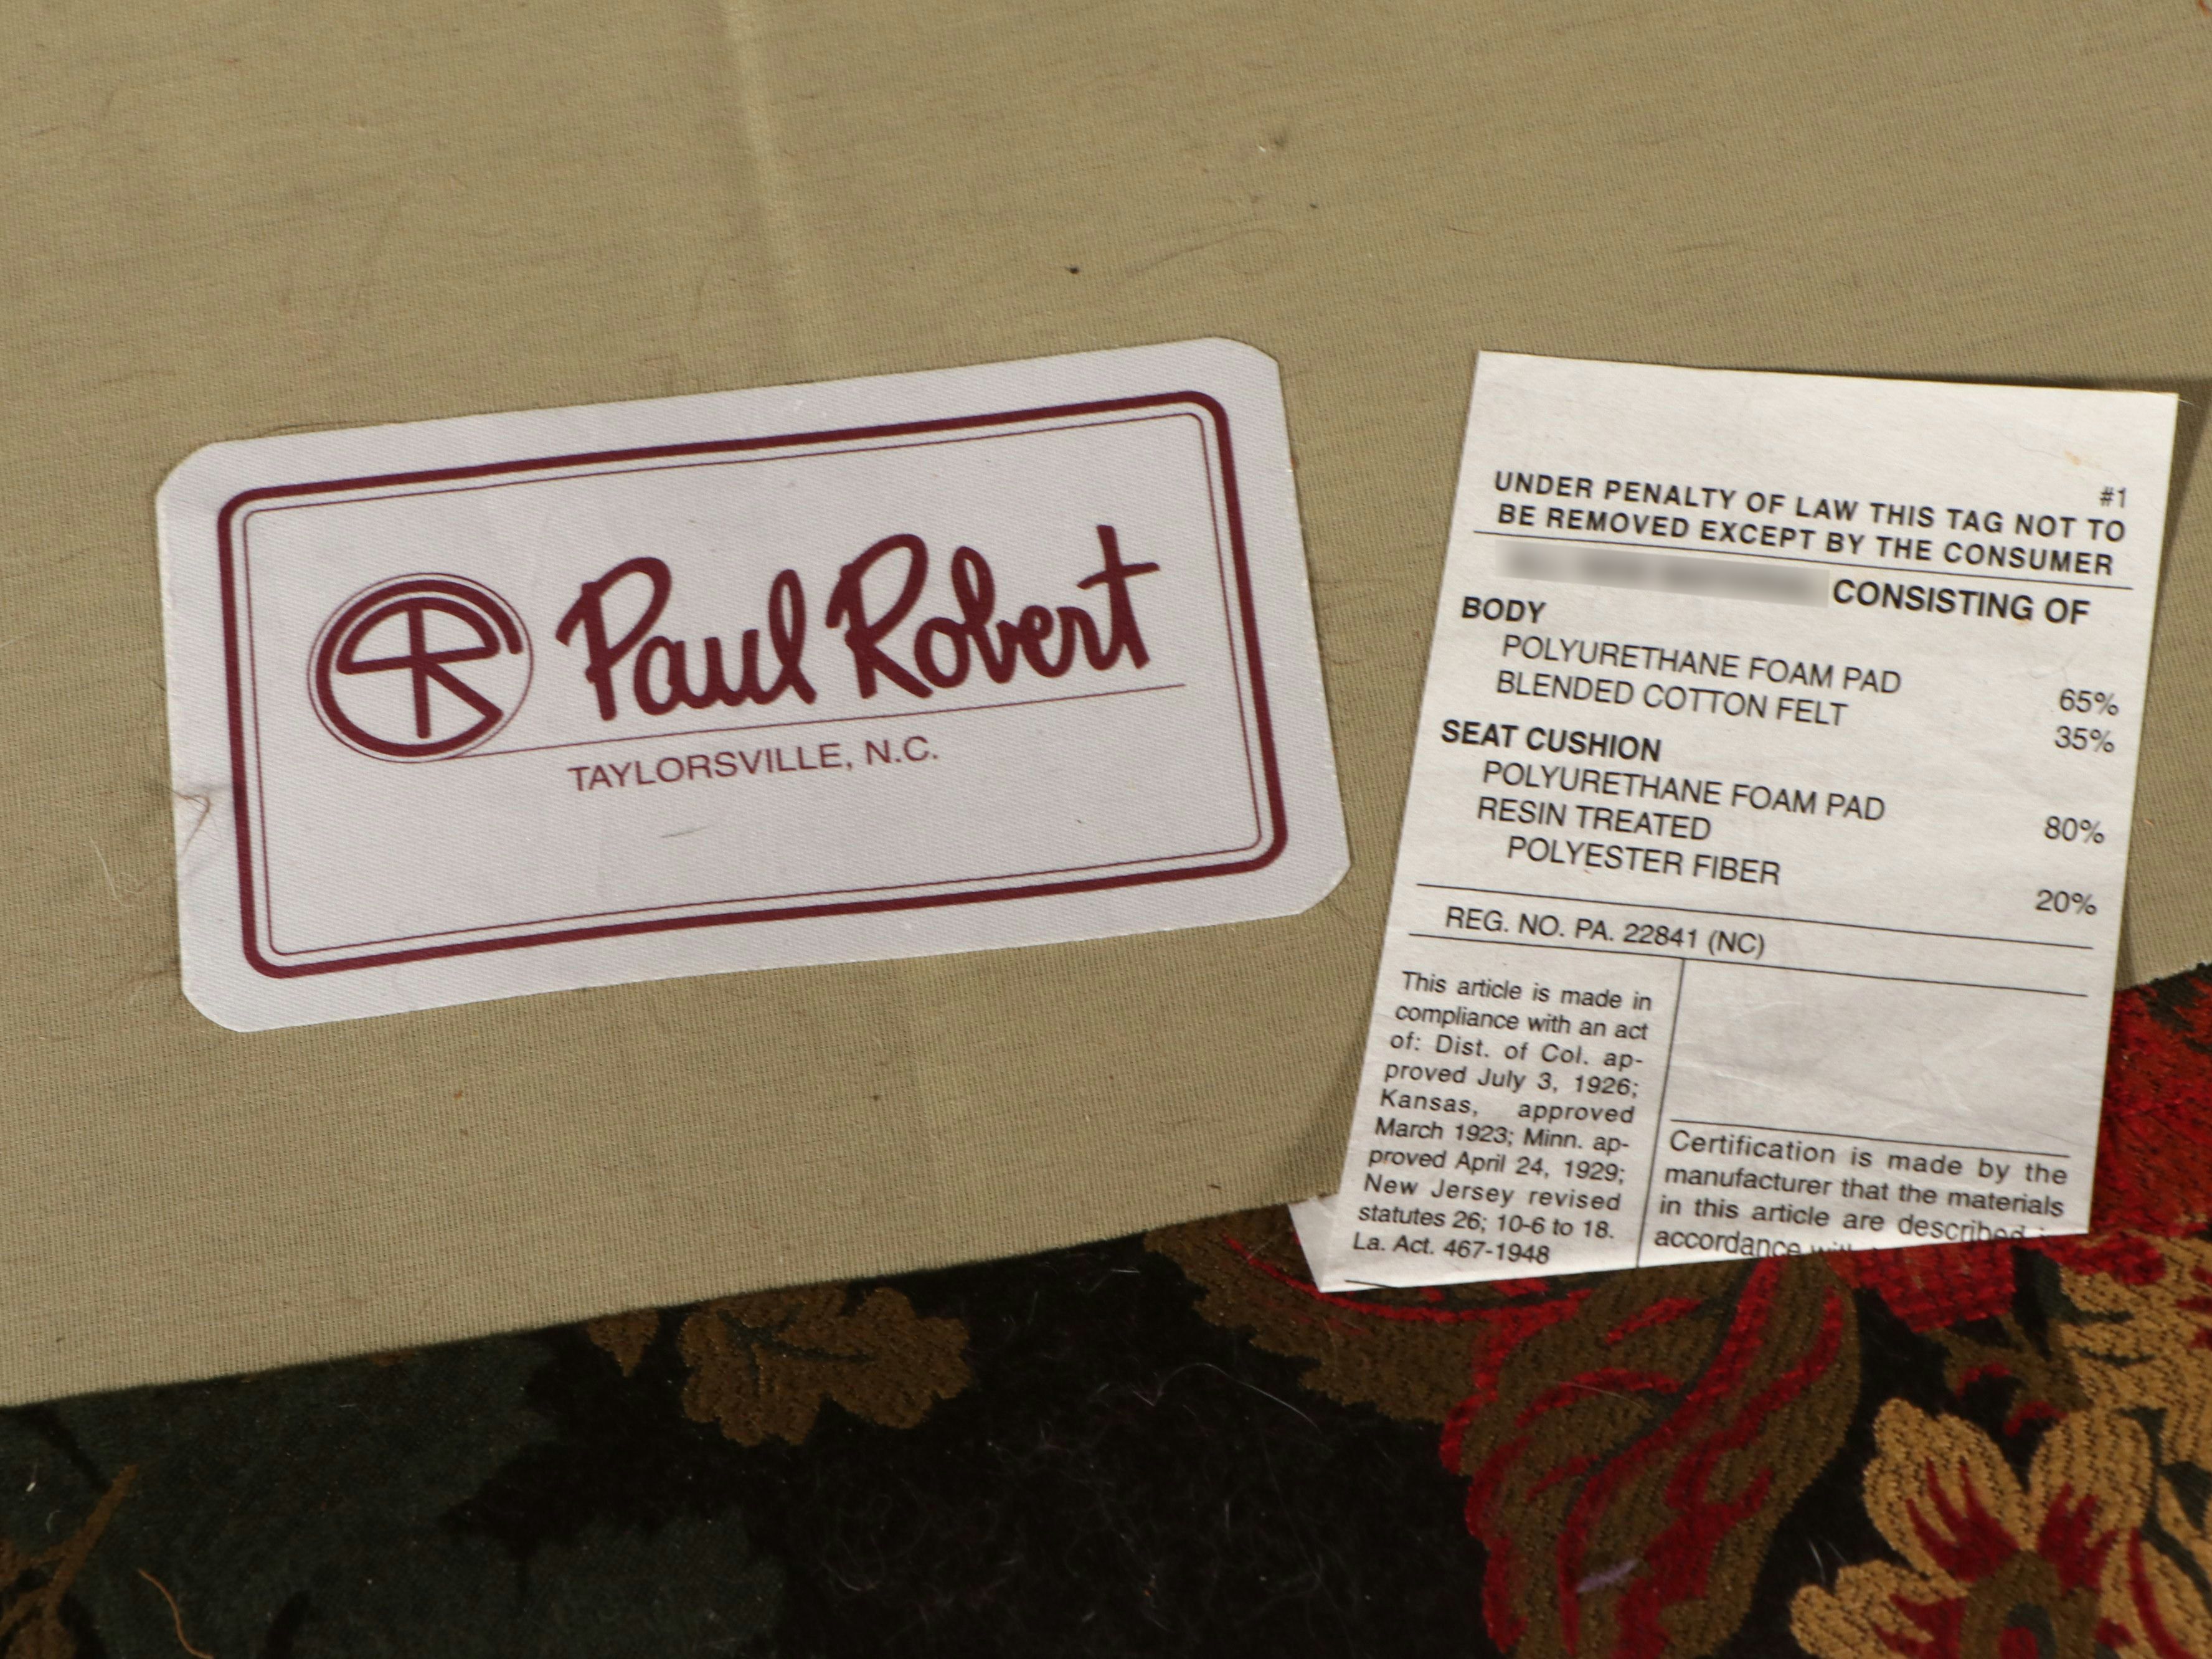 Paul Robert
TAYLORSVILLE, N.C.
#1
UNDER PENALTY OF LAW THIS TAG NOT TO
BE REMOVED EXCEPT BY THE CONSUMER
CONSISTING OF
BODY
POLYURETHANE FOAM PAD 65%
BLENDED COTTON FELT 35%
SEAT CUSHION
POLYURETHANE FOAM PAD 80%
RESIN TREATED
POLYESTER FIBER 20%
REG. NO. PA. 22841 (NC)
This article is made in
compliance with an act
of: Dist. of Col. ap-
proved July 3, 1926;
Kansas, approved
March 1923; Minn. ap-
proved April 24, 1929;
New Jersey revised
statutes 26; 10-6 to 18.
La. Act. 467-1948
Certification is made by the
manufacturer that the materials
in this article are described
accordance